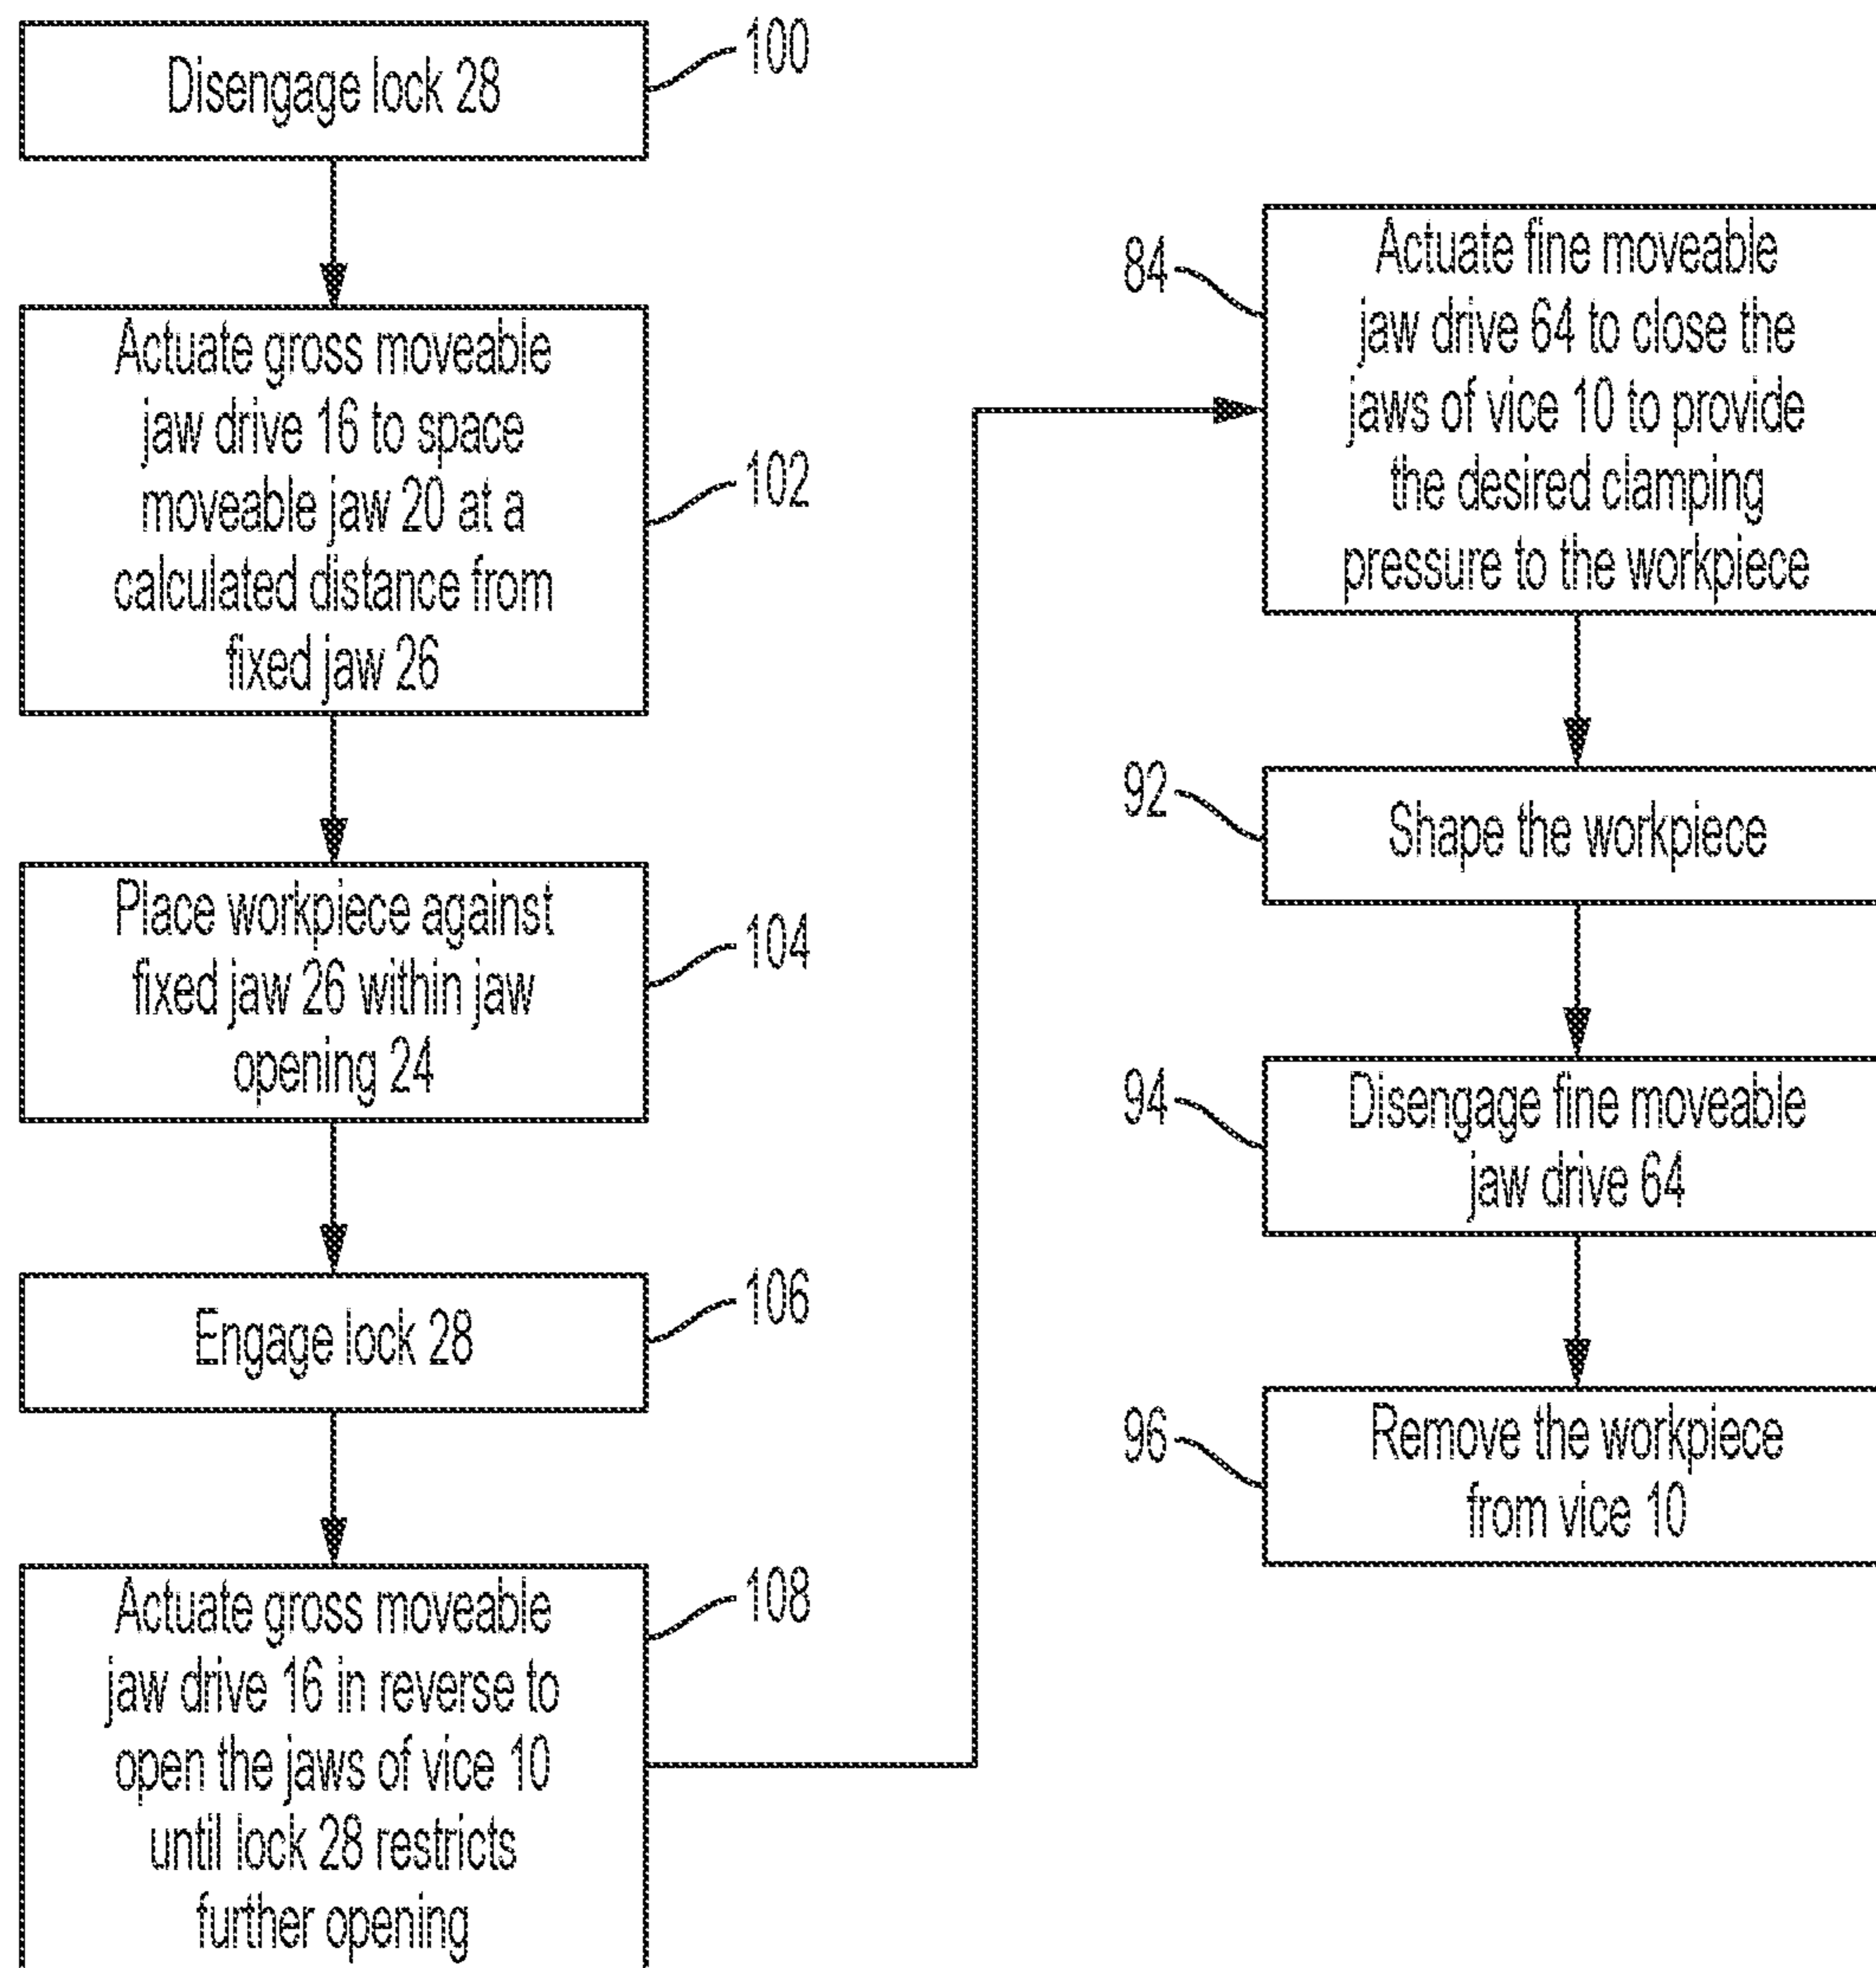 Disengage lock 28
100
Actuate gross moveable
jaw drive 16 to space
moveable jaw 20 at a
calculated distance from
fixed jaw 26
102
Place workpiece against
fixed jaw 26 within jaw
opening 24
104
Engage lock 28
106
Actuate gross moveable
jaw drive 16 in reverse to
open the jaws of vice 10
until lock 28 restricts
further opening
108
84
Actuate fine moveable
jaw drive 64 to close the
jaws of vice 10 to provide
the desired clamping
pressure to the workpiece
92
Shape the workpiece
94
Disengage fine moveable
jaw drive 64
96
Remove the workpiece
from vice 10